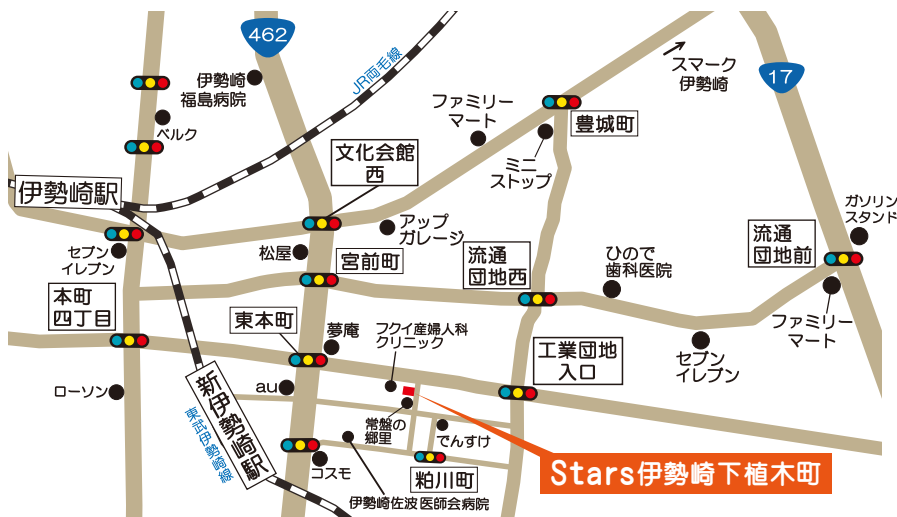 462
17
スマーク
伊勢崎
伊勢崎
福島病院
JR両毛線
ベルク
ファミリー
マート
豊城町
ミニ
ストップ
文化会館
西
伊勢崎駅
アップ
ガレージ
ガソリン
スタンド
セブン
イレブン
松屋
宮前町
流通
団地西
ひので
歯科医院
流通
団地前
本町
四丁目
東本町
夢庵
フクイ産婦人科
クリニック
工業団地
入口
セブン
イレブン
ファミリー
マート
ローソン
au
新伊勢崎駅
東武伊勢崎線
常盤の
郷里
でんすけ
コスモ
粕川町
伊勢崎佐波医師会病院
Stars伊勢崎下植木町